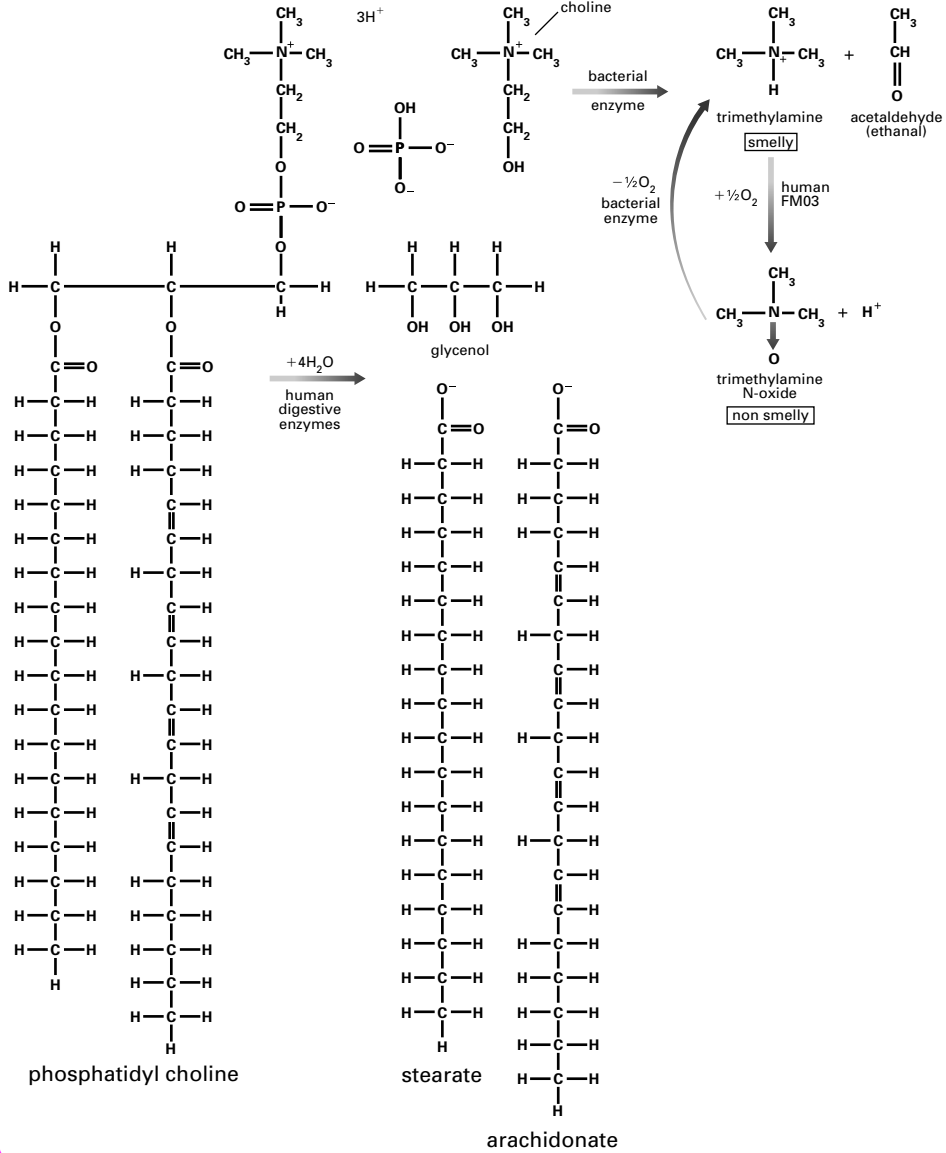 CH₃
CH₃ N⁺ CH₃
CH₂
CH₂
O
O P O⁻
O
H H
H C C C H
H
O O
C O C O
H C H H C H
H C H H C H
H C H H C H
H C H C H
H C H C H
H C H H C H
H C H C H
H C H C H
H C H H C H
H C H C H
H C H C H
H C H H C H
H C H C H
H C H C H
H C H H C H
H C H H C H
H C H H C H
H H C H
H C H
H
phosphatidyl choline
+4H₂O
human
digestive
enzymes
3H⁺
OH
O P O⁻
O⁻
choline
CH₃
CH₃ N⁺ CH₃
CH₂
CH₂
OH
H H H
H C C C H
OH OH OH
glycenol
O⁻ O⁻
C O C O
H C H H C H
H C H H C H
H C H H C H
H C H C H
H C H C H
H C H H C H
H C H C H
H C H C H
H C H H C H
H C H C H
H C H C H
H C H H C H
H C H C H
H C H C H
H C H H C H
H C H H C H
H C H H C H
H H C H
stearate
H C H
H
arachidonate
bacterial
enzyme
CH₃
CH₃ N⁺ CH₃
H
trimethylamine
smelly
+
CH₃
CH
O
acetaldehyde
(ethanal)
−½O₂
bacterial
enzyme
+½O₂
human
FM03
CH₃
CH₃ N CH₃ + H⁺
O
trimethylamine
N-oxide
non smelly